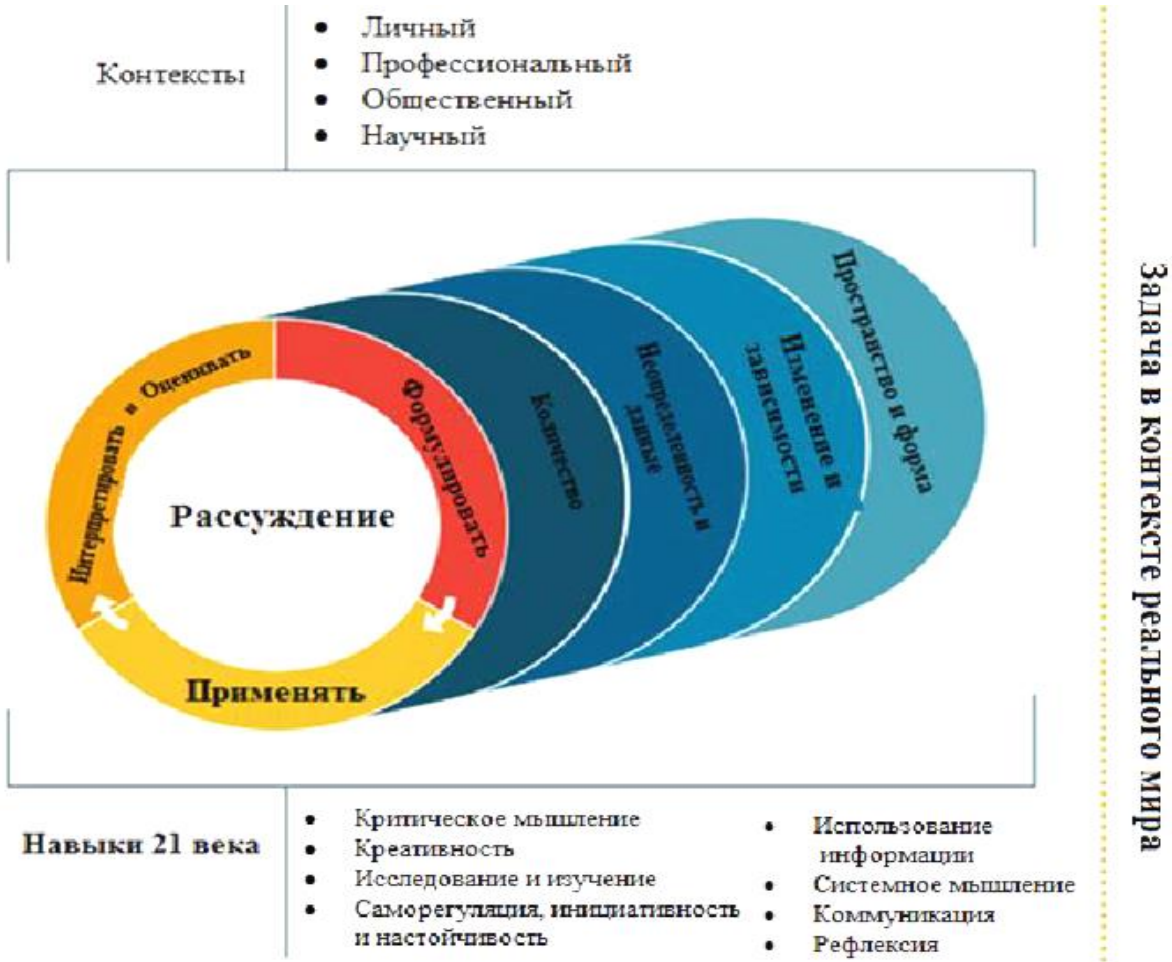 Контексты
• Личный
• Профессиональный
• Общественный
• Научный
Интерпретировать и Оценивать
Формулировать
Применять
Рассуждение
Количество
Неопределенность и
данные
Изменение и
зависимости
Пространство и форма
Задача в контексте реального мира
Навыки 21 века
• Критическое мышление
• Креативность
• Исследование и изучение
• Саморегуляция, инициативность
и настойчивость
• Использование
информации
• Системное мышление
• Коммуникация
• Рефлексия